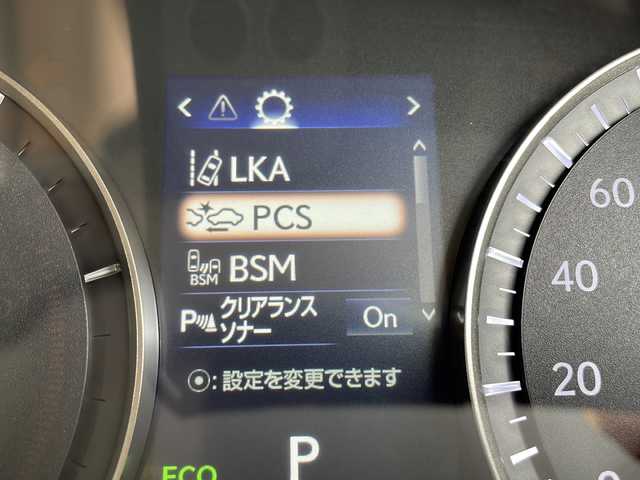 LKA
PCS
BSM
BSM
P クリアランス
ソナー
On
:設定を変更できます
P
ECO
60
40
20
0